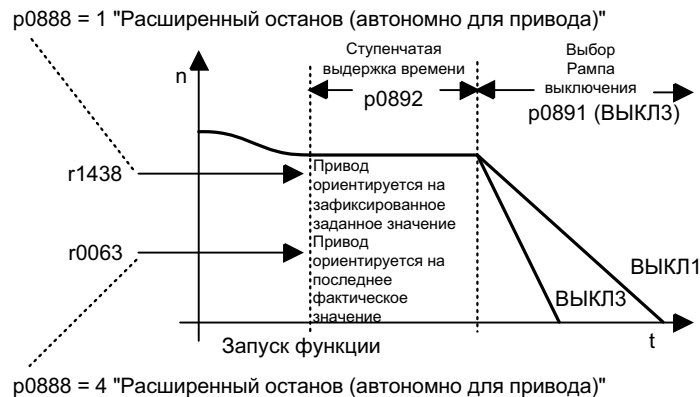 p0888 = 1 "Расширенный останов (автономно для привода)"
n
Ступенчатая
выдержка времени
p0892
Выбор
Рампа
выключения
p0891 (ВЫКЛ3)
r1438
Привод
ориентируется на
зафиксированное
заданное значение
r0063
Привод
ориентируется на
последнее
фактическое
значение
ВЫКЛ3
ВЫКЛ1
Запуск функции
t
p0888 = 4 "Расширенный останов (автономно для привода)"